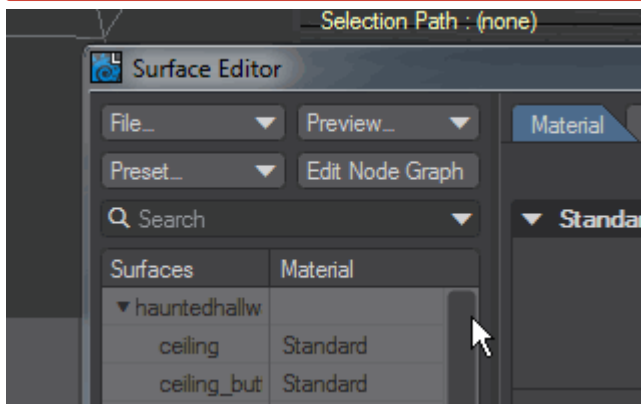 Selection Path : (none)
Surface Editor
File... Preview... Material
Preset... Edit Node Graph
Search Standar
Surfaces Material
hauntedhallw
ceiling Standard
ceiling_but Standard